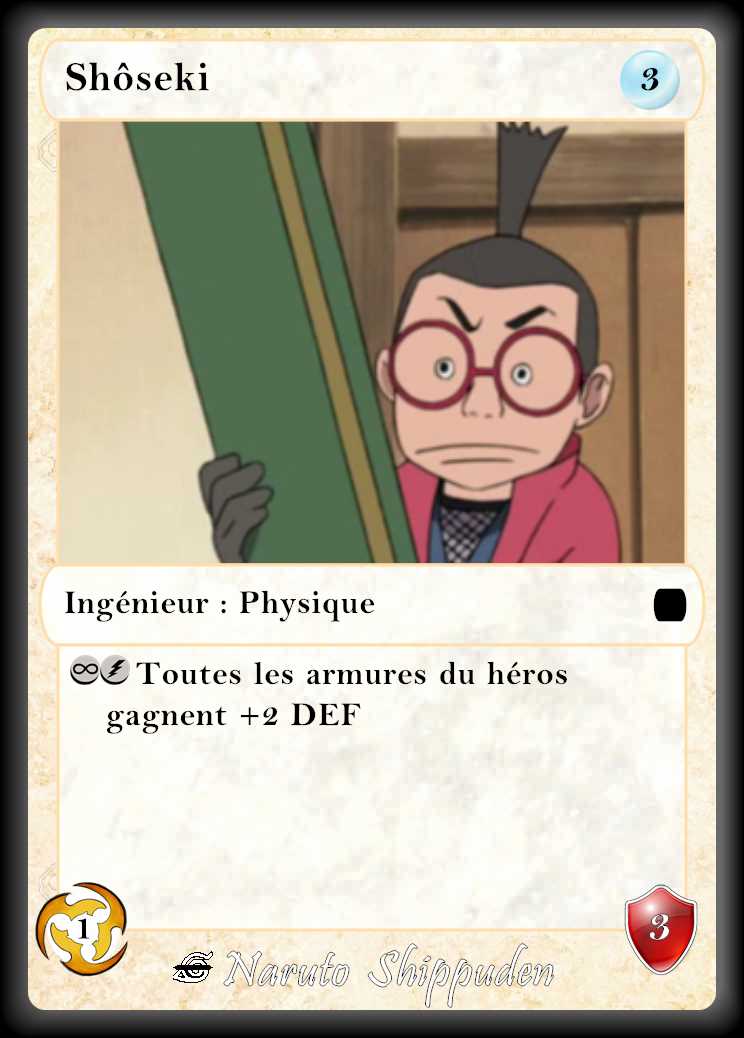 Shôseki
3
Ingénieur : Physique
Toutes les armures du héros
gagnent +2 DEF
1
3
Naruto Shippuden